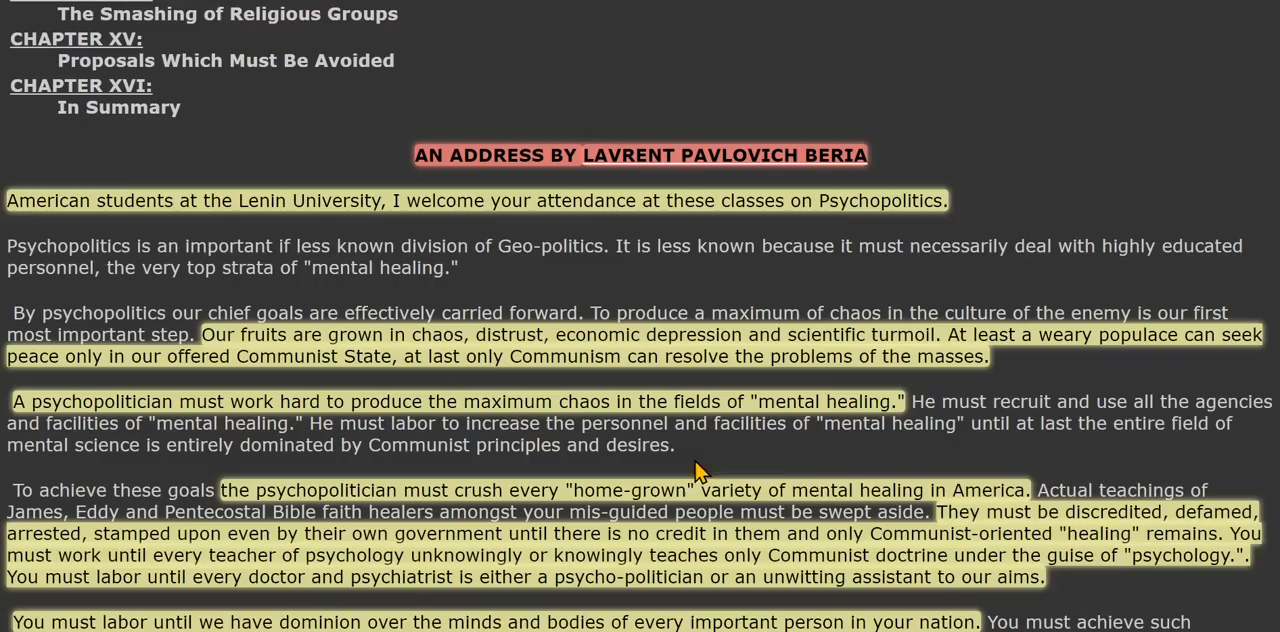 The Smashing of Religious Groups
CHAPTER XV:
Proposals Which Must Be Avoided
CHAPTER XVI:
In Summary
AN ADDRESS BY LAVRENT PAVLOVICH BERIA
American students at the Lenin University, I welcome your attendance at these classes on Psychopolitics.
Psychopolitics is an important if less known division of Geo-politics. It is less known because it must necessarily deal with highly educated
personnel, the very top strata of "mental healing."
By psychopolitics our chief goals are effectively carried forward. To produce a maximum of chaos in the culture of the enemy is our first
most important step. Our fruits are grown in chaos, distrust, economic depression and scientific turmoil. At least a weary populace can seek
peace only in our offered Communist State, at last only Communism can resolve the problems of the masses.
A psychopolitician must work hard to produce the maximum chaos in the fields of "mental healing." He must recruit and use all the agencies
and facilities of "mental healing." He must labor to increase the personnel and facilities of "mental healing" until at last the entire field of
mental science is entirely dominated by Communist principles and desires.
To achieve these goals the psychopolitician must crush every "home-grown" variety of mental healing in America. Actual teachings of
James, Eddy and Pentecostal Bible faith healers amongst your mis-guided people must be swept aside. They must be discredited, defamed,
arrested, stamped upon even by their own government until there is no credit in them and only Communist-oriented "healing" remains. You
must work until every teacher of psychology unknowingly or knowingly teaches only Communist doctrine under the guise of "psychology.".
You must labor until every doctor and psychiatrist is either a psycho-politician or an unwitting assistant to our aims.
You must labor until we have dominion over the minds and bodies of every important person in your nation. You must achieve such